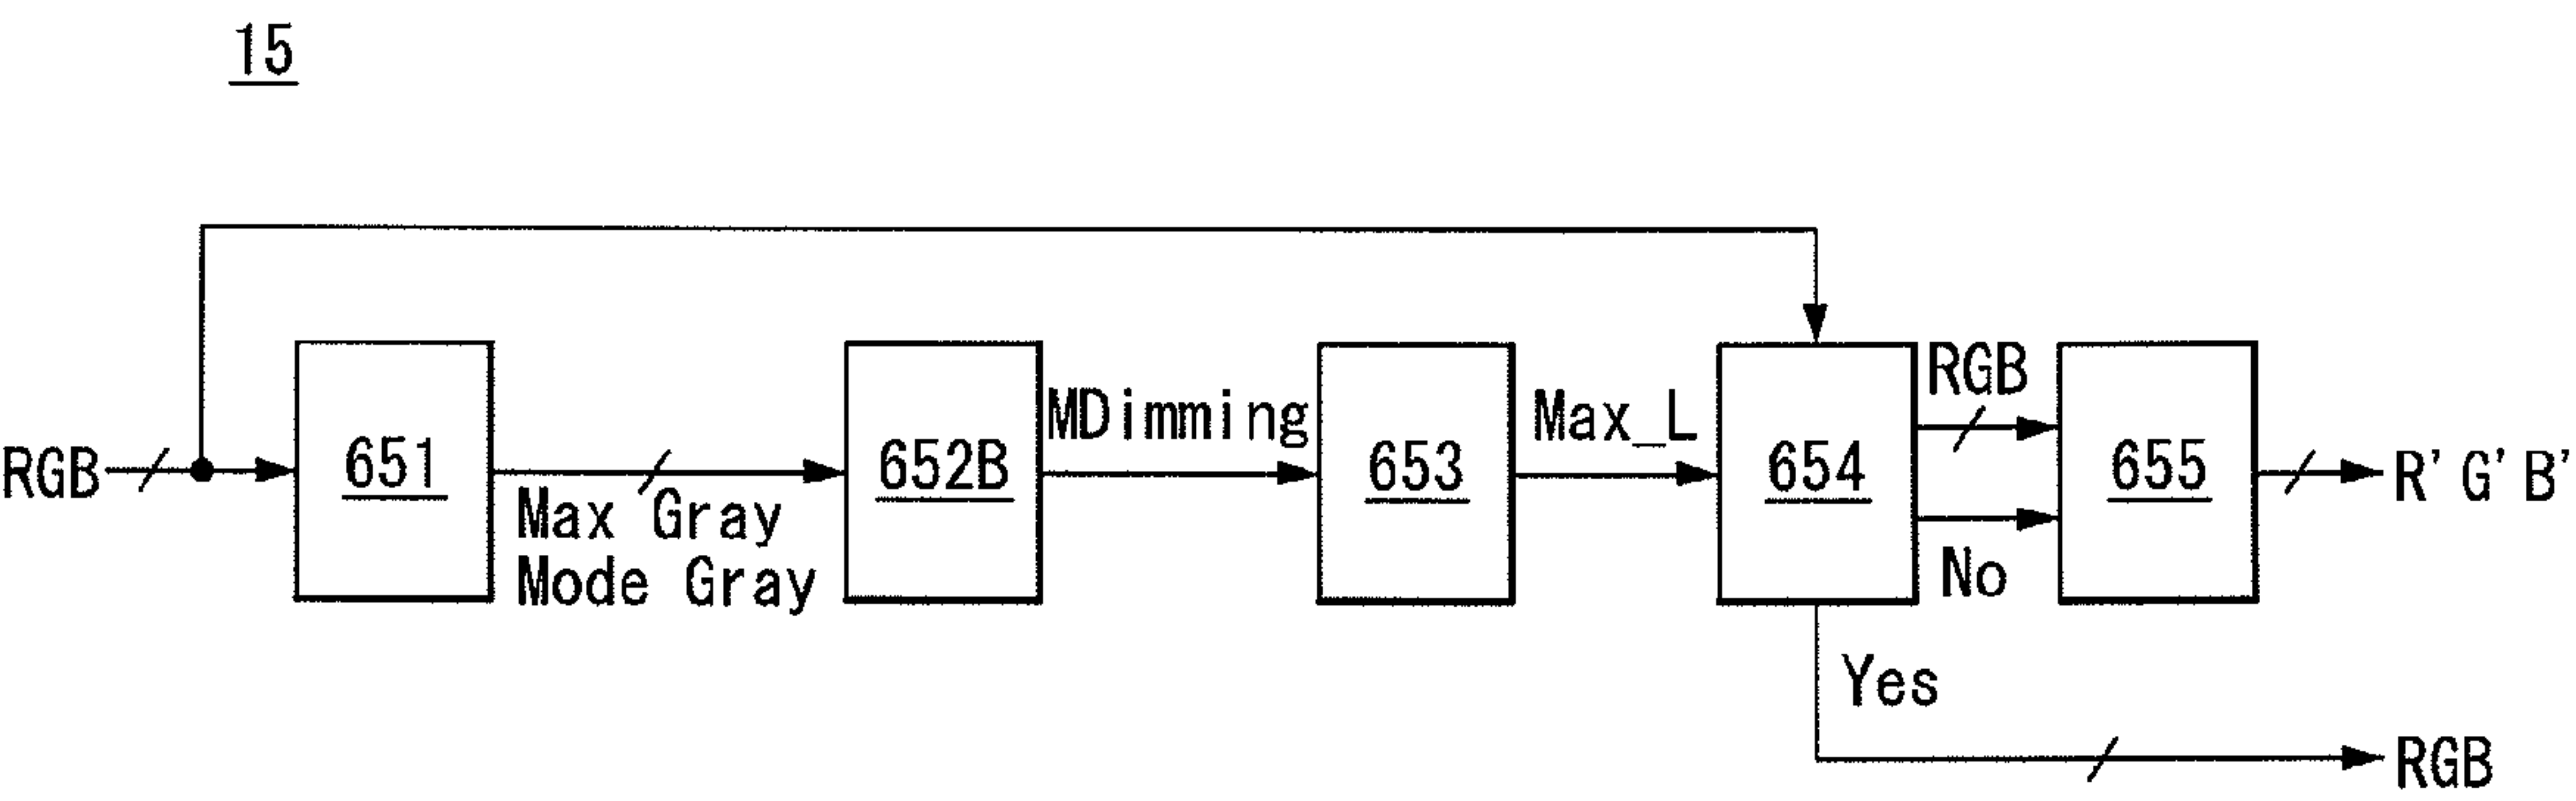 15
RGB
651
Max Gray
Mode Gray
652B
MDimming
653
Max_L
654
RGB
No
655
R'G'B'
Yes
RGB